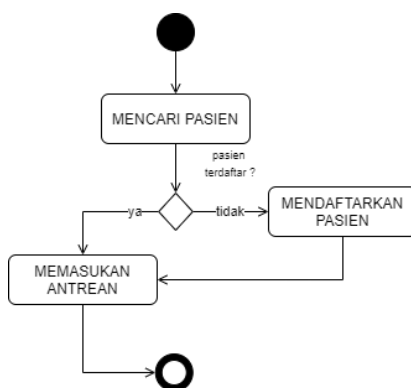 MENCARI PASIEN
pasien
terdaftar ?
ya
tidak
MENDAFTARKAN
PASIEN
MEMASUKAN
ANTREAN